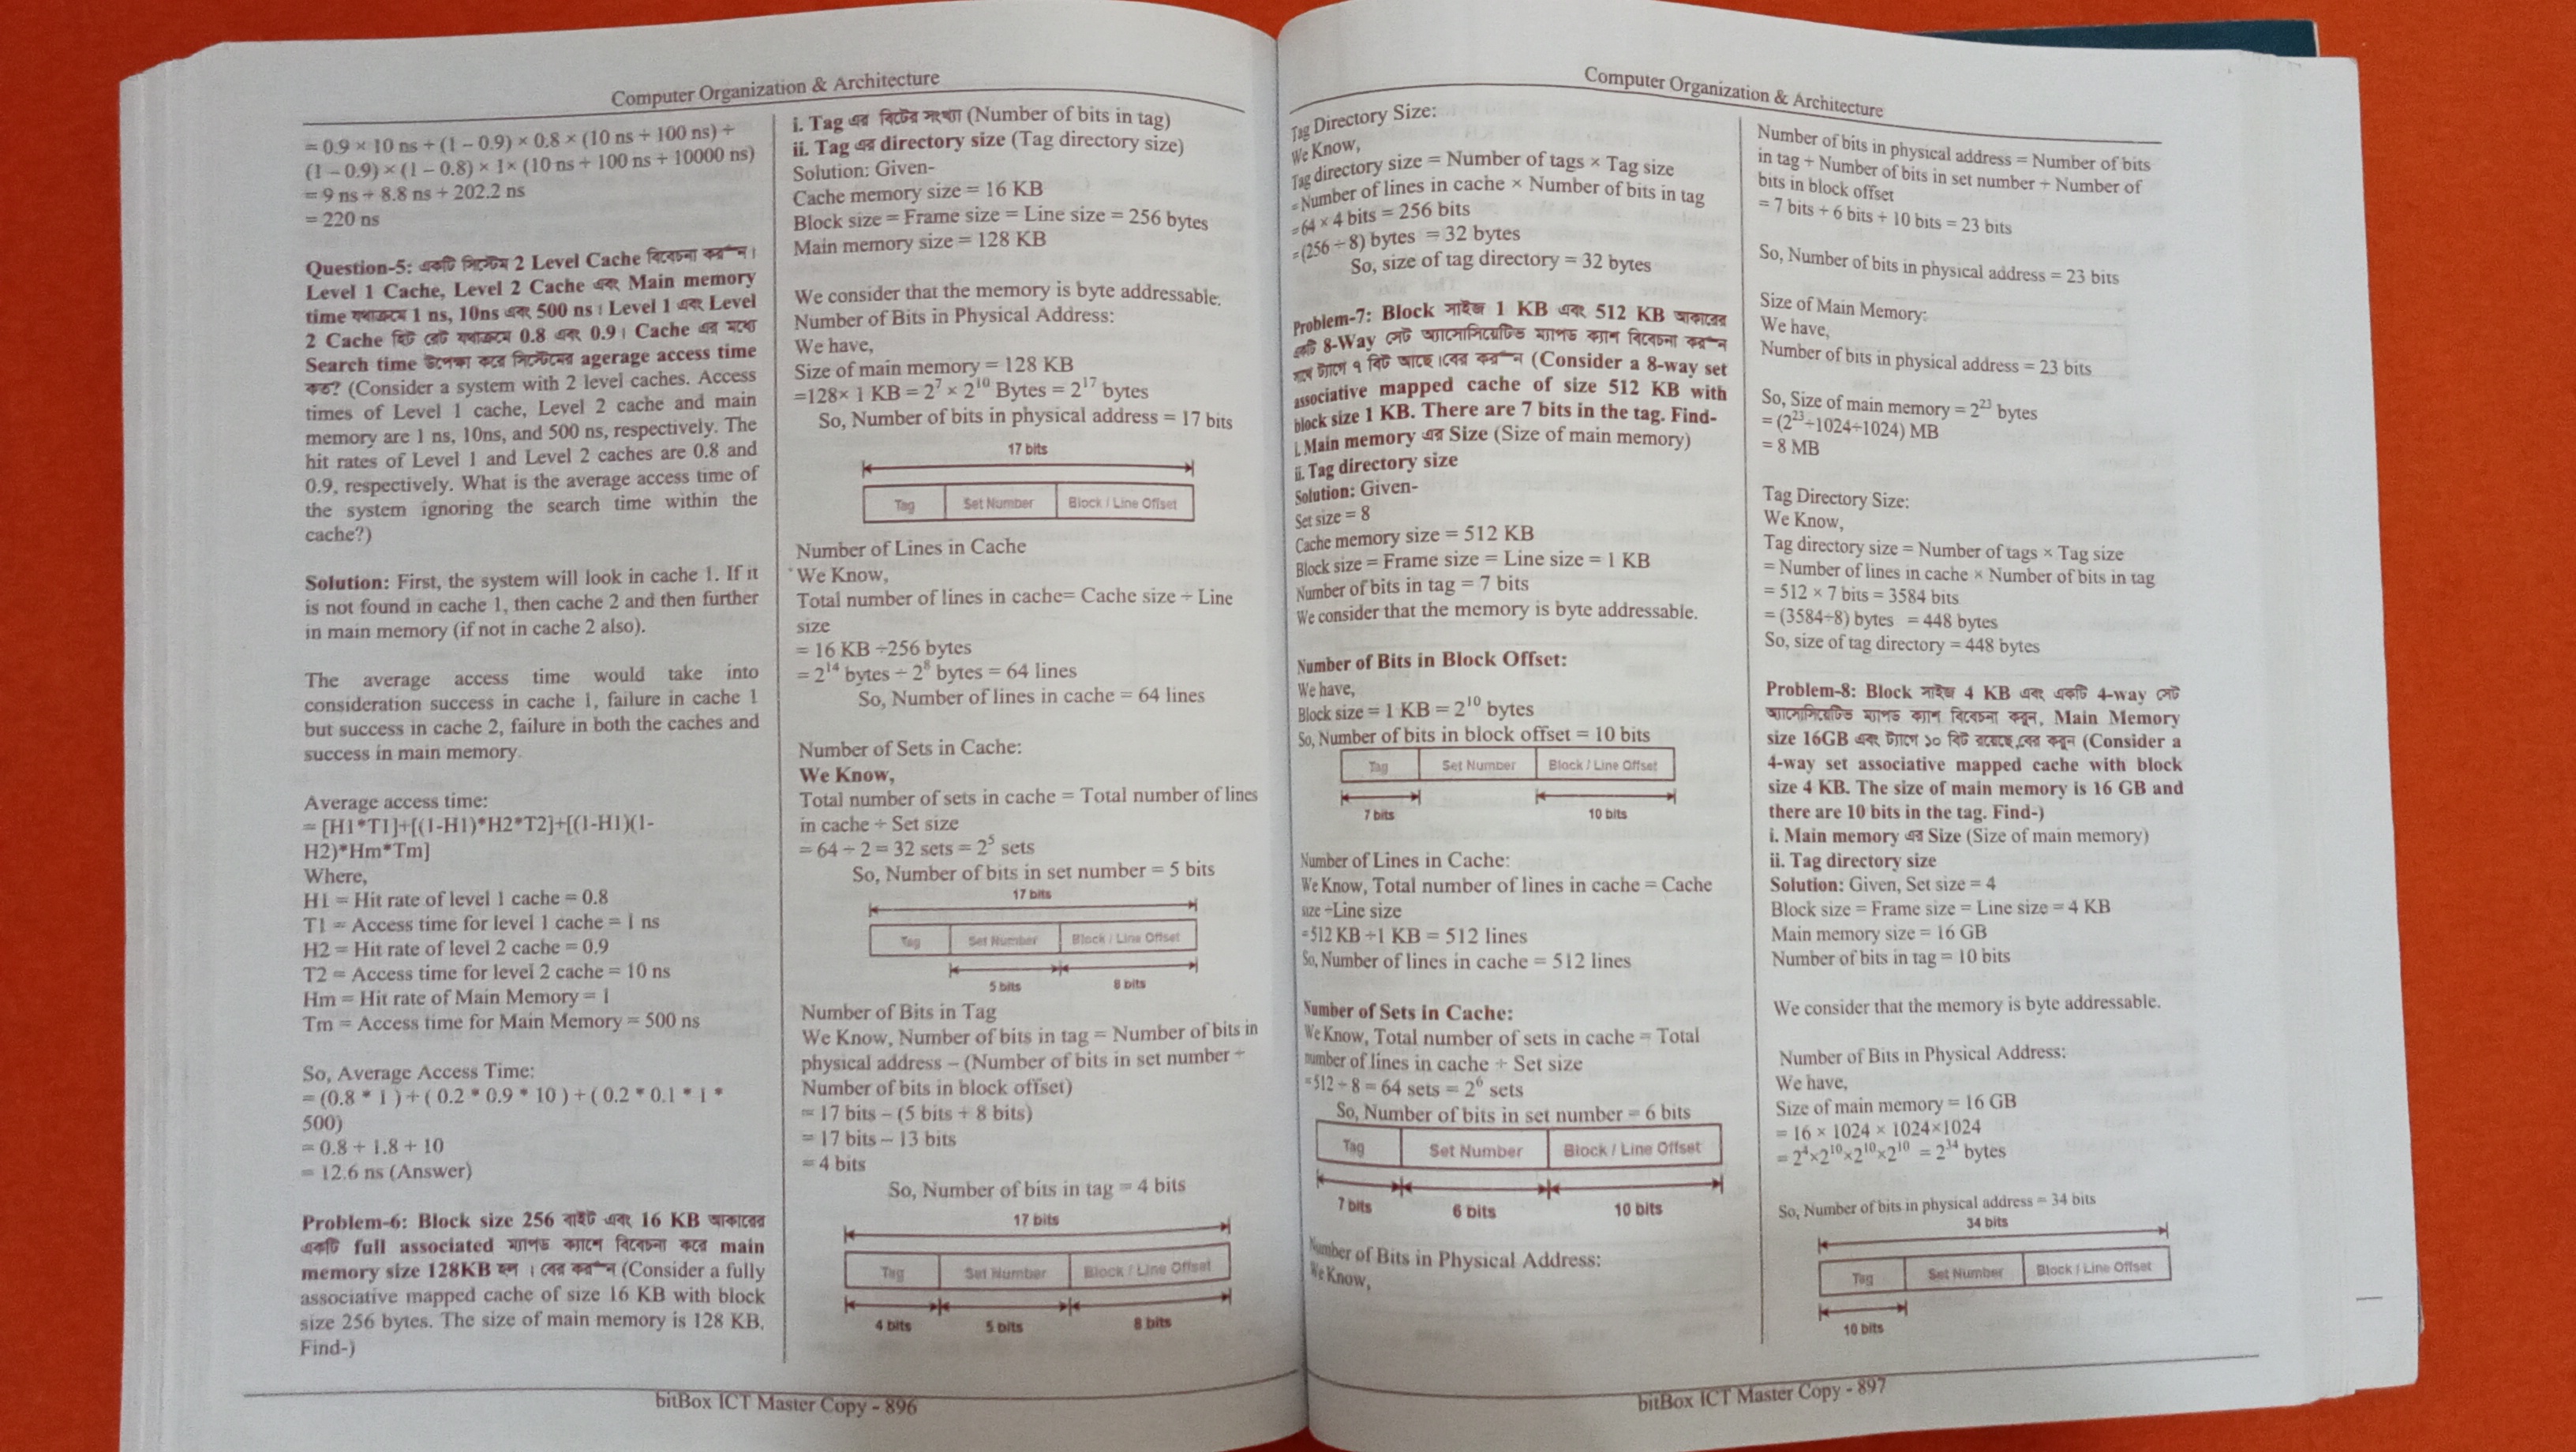 Computer Organization & Architecture
= 0.9 × 10 ns + (1 – 0.9) × 0.8 × (10 ns + 100 ns) +
(1 – 0.9) × (1 – 0.8) × 1× (10 ns + 100 ns + 10000 ns)
= 9 ns + 8.8 ns + 202.2 ns
= 220 ns
Question-5: একটি সিস্টেম 2 Level Cache বিবেচনা কর“ন।
Level 1 Cache, Level 2 Cache এবং Main memory
time যথাক্রমে 1 ns, 10ns এবং 500 ns। Level 1 এবং Level
2 Cache হিট রেট যথাক্রমে 0.8 এবং 0.9। Cache এর মধ্যে
Search time উপেক্ষা করে সিস্টেমের agerage access time
কত? (Consider a system with 2 level caches. Access
times of Level 1 cache, Level 2 cache and main
memory are 1 ns, 10ns, and 500 ns, respectively. The
hit rates of Level 1 and Level 2 caches are 0.8 and
0.9, respectively. What is the average access time of
the system ignoring the search time within the
cache?)
Solution: First, the system will look in cache 1. If it
is not found in cache 1, then cache 2 and then further
in main memory (if not in cache 2 also).
The average access time would take into
consideration success in cache 1, failure in cache 1
but success in cache 2, failure in both the caches and
success in main memory.
Average access time:
= [H1*T1]+[(1-H1)*H2*T2]+[(1-H1)(1-
H2)*Hm*Tm]
Where,
H1 = Hit rate of level 1 cache = 0.8
T1 = Access time for level 1 cache = 1 ns
H2 = Hit rate of level 2 cache = 0.9
T2 = Access time for level 2 cache = 10 ns
Hm = Hit rate of Main Memory = 1
Tm = Access time for Main Memory = 500 ns
So, Average Access Time:
= (0.8 * 1 ) + ( 0.2 * 0.9 * 10 ) + ( 0.2 * 0.1 * 1 *
500)
= 0.8 + 1.8 + 10
= 12.6 ns (Answer)
Problem-6: Block size 256 বাইট এবং 16 KB আকারের
একটি full associated ম্যাপড ক্যাশে বিবেচনা করে main
memory size 128KB হল । বের কর“ন (Consider a fully
associative mapped cache of size 16 KB with block
size 256 bytes. The size of main memory is 128 KB.
Find-)
i. Tag এর বিটের সংখ্যা (Number of bits in tag)
ii. Tag এর directory size (Tag directory size)
Solution: Given-
Cache memory size = 16 KB
Block size = Frame size = Line size = 256 bytes
Main memory size = 128 KB
We consider that the memory is byte addressable.
Number of Bits in Physical Address:
We have,
Size of main memory = 128 KB
=128× 1 KB = 2⁷ × 2¹⁰ Bytes = 2¹⁷ bytes
So, Number of bits in physical address = 17 bits
17 bits
Tag Set Number Block / Line Offset
Number of Lines in Cache
We Know,
Total number of lines in cache= Cache size ÷ Line
size
= 16 KB ÷256 bytes
= 2¹⁴ bytes ÷ 2⁸ bytes = 64 lines
So, Number of lines in cache = 64 lines
Number of Sets in Cache:
We Know,
Total number of sets in cache = Total number of lines
in cache ÷ Set size
= 64 ÷ 2 = 32 sets = 2⁵ sets
So, Number of bits in set number = 5 bits
17 bits
Tag Set Number Block / Line Offset
5 bits 8 bits
Number of Bits in Tag
We Know, Number of bits in tag = Number of bits in
physical address – (Number of bits in set number +
Number of bits in block offset)
= 17 bits – (5 bits + 8 bits)
= 17 bits – 13 bits
= 4 bits
So, Number of bits in tag = 4 bits
17 bits
Tag Set Number Block / Line Offset
4 bits 5 bits 8 bits
bitBox ICT Master Copy - 896
Computer Organization & Architecture
Tag Directory Size:
We Know,
Tag directory size = Number of tags × Tag size
= Number of lines in cache × Number of bits in tag
= 64 × 4 bits = 256 bits
= (256 ÷ 8) bytes = 32 bytes
So, size of tag directory = 32 bytes
Problem-7: Block সাইজ 1 KB এবং 512 KB আকারের
একটি 8-Way সেট অ্যাসোসিয়েটিভ ম্যাপড ক্যাশ বিবেচনা কর“ন
সাথে ট্যাগে ৭ বিট আছে।বের কর“ন (Consider a 8-way set
associative mapped cache of size 512 KB with
block size 1 KB. There are 7 bits in the tag. Find-
i. Main memory এর Size (Size of main memory)
ii. Tag directory size
Solution: Given-
Set size = 8
Cache memory size = 512 KB
Block size = Frame size = Line size = 1 KB
Number of bits in tag = 7 bits
We consider that the memory is byte addressable.
Number of Bits in Block Offset:
We have,
Block size = 1 KB = 2¹⁰ bytes
So, Number of bits in block offset = 10 bits
Tag Set Number Block / Line Offset
7 bits 10 bits
Number of Lines in Cache:
We Know, Total number of lines in cache = Cache
size ÷Line size
= 512 KB ÷1 KB = 512 lines
So, Number of lines in cache = 512 lines
Number of Sets in Cache:
We Know, Total number of sets in cache = Total
number of lines in cache ÷ Set size
= 512 ÷ 8 = 64 sets = 2⁶ sets
So, Number of bits in set number = 6 bits
Tag Set Number Block / Line Offset
7 bits 6 bits 10 bits
Number of Bits in Physical Address:
We Know,
Number of bits in physical address = Number of bits
in tag + Number of bits in set number + Number of
bits in block offset
= 7 bits + 6 bits + 10 bits = 23 bits
So, Number of bits in physical address = 23 bits
Size of Main Memory:
We have,
Number of bits in physical address = 23 bits
So, Size of main memory = 2²³ bytes
= (2²³÷1024÷1024) MB
= 8 MB
Tag Directory Size:
We Know,
Tag directory size = Number of tags × Tag size
= Number of lines in cache × Number of bits in tag
= 512 × 7 bits = 3584 bits
= (3584÷8) bytes = 448 bytes
So, size of tag directory = 448 bytes
Problem-8: Block সাইজ 4 KB এবং একটি 4-way সেট
অ্যাসোসিয়েটিভ ম্যাপড ক্যাশ বিবেচনা করুন, Main Memory
size 16GB এবং ট্যাগে ১০ বিট রয়েছে,বের করুন (Consider a
4-way set associative mapped cache with block
size 4 KB. The size of main memory is 16 GB and
there are 10 bits in the tag. Find-)
i. Main memory এর Size (Size of main memory)
ii. Tag directory size
Solution: Given, Set size = 4
Block size = Frame size = Line size = 4 KB
Main memory size = 16 GB
Number of bits in tag = 10 bits
We consider that the memory is byte addressable.
Number of Bits in Physical Address:
We have,
Size of main memory = 16 GB
= 16 × 1024 × 1024×1024
= 2⁴×2¹⁰×2¹⁰×2¹⁰ = 2³⁴ bytes
So, Number of bits in physical address = 34 bits
34 bits
Tag Set Number Block / Line Offset
10 bits
bitBox ICT Master Copy - 897